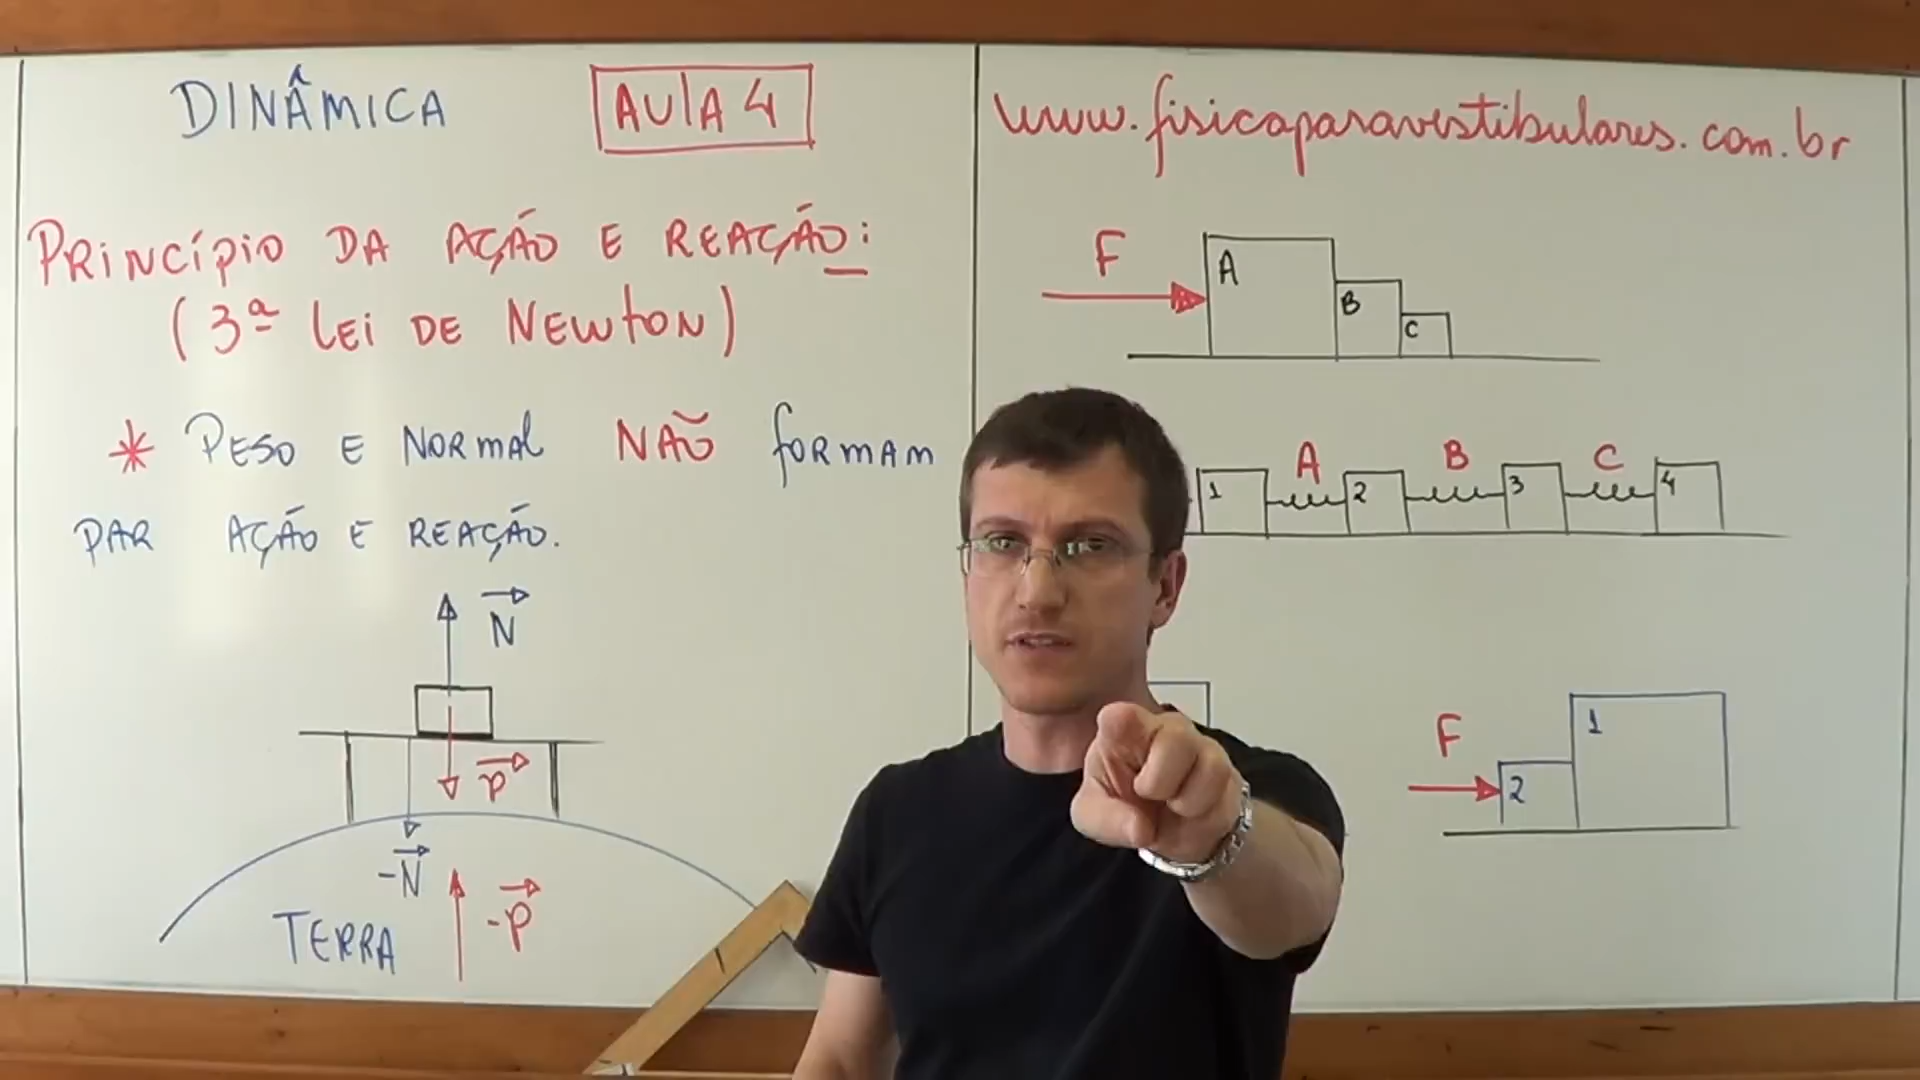 DINÂMICA
AULA 4
PRINCÍPIO DA AÇÃO E REAÇÃO:
(3ª LEI DE NEWTON)
* PESO E NORMAL NÃO FORMAM
PAR AÇÃO E REAÇÃO.
N
P
-N
-P
TERRA
www.fisicaparavestibulares.com.br
F
A
B
C
A B C
1 2 3 4
F
1
2